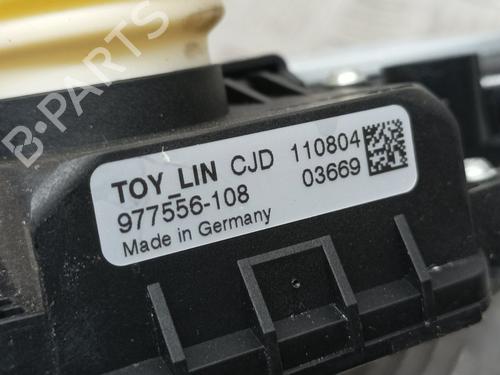 B-PARTS
TOY_LIN CJD 110804
977556-108 03669
Made in Germany